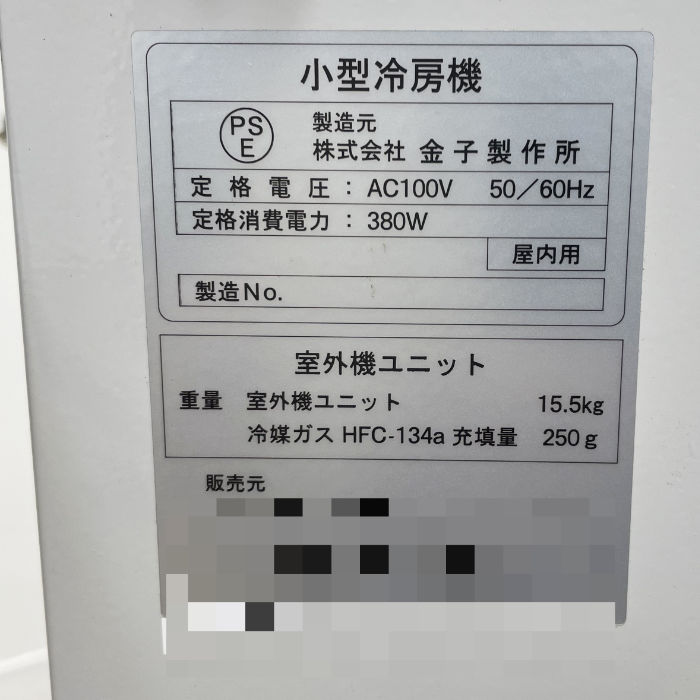 小型冷房機
PS
E
製造元
株式会社 金子製作所
定格電圧：AC100V 50／60Hz
定格消費電力：380W
屋内用
製造No.
室外機ユニット
重量 室外機ユニット 15.5kg
冷媒ガス HFC-134a 充填量 250g
販売元